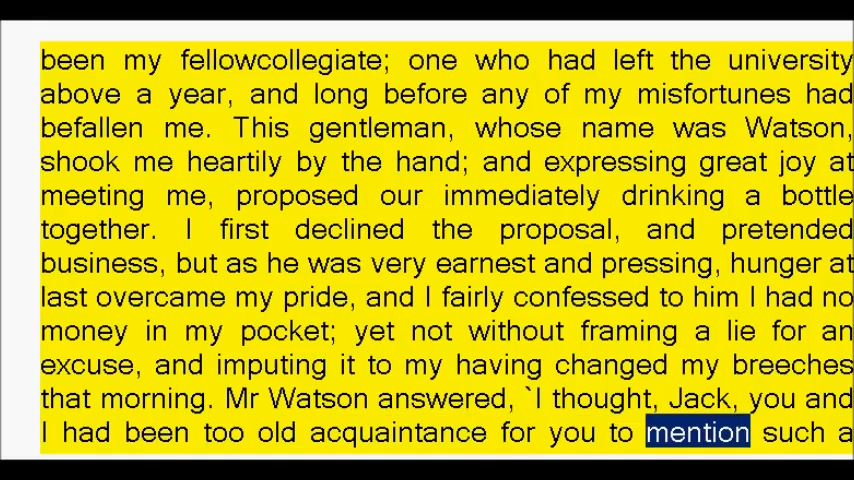 been my fellowcollegiate; one who had left the university
above a year, and long before any of my misfortunes had
befallen me. This gentleman, whose name was Watson,
shook me heartily by the hand; and expressing great joy at
meeting me, proposed our immediately drinking a bottle
together. I first declined the proposal, and pretended
business, but as he was very earnest and pressing, hunger at
last overcame my pride, and I fairly confessed to him I had no
money in my pocket; yet not without framing a lie for an
excuse, and imputing it to my having changed my breeches
that morning. Mr Watson answered, `I thought, Jack, you and
I had been too old acquaintance for you to mention such a